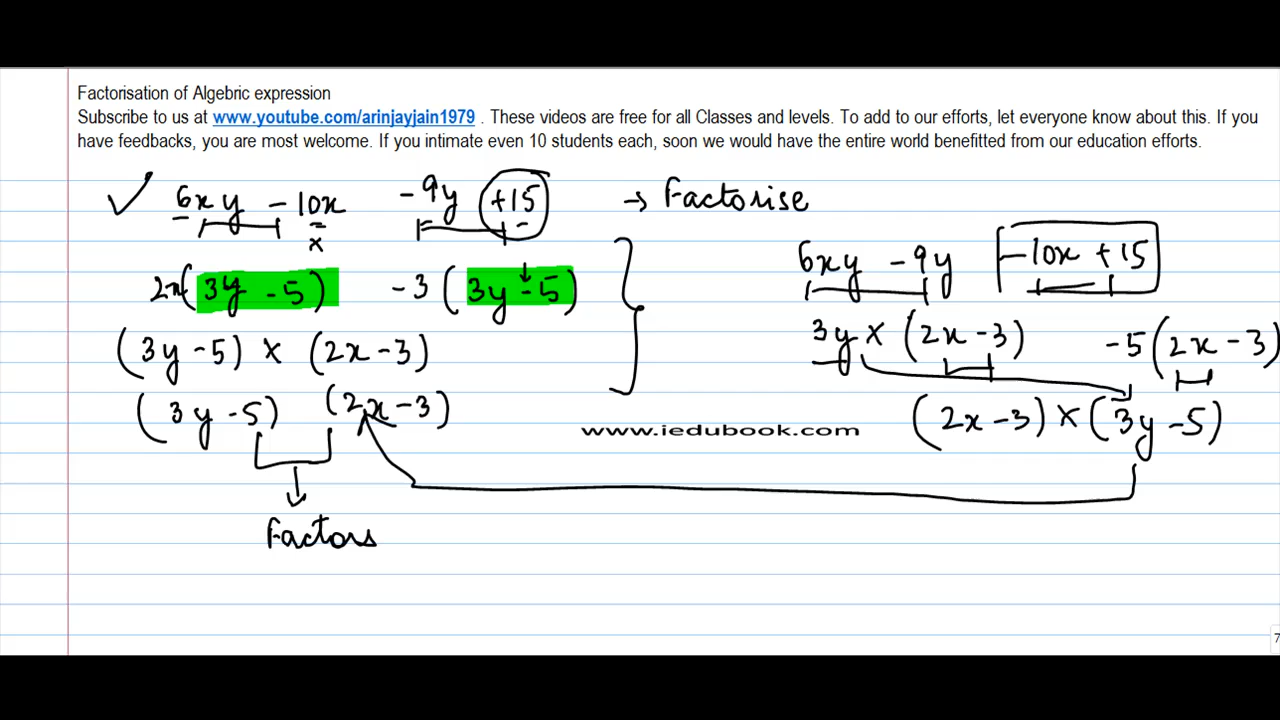 Factorisation of Algebric expression
Subscribe to us at www.youtube.com/arinjayjain1979 . These videos are free for all Classes and levels. To add to our efforts, let everyone know about this. If you
have feedbacks, you are most welcome. If you intimate even 10 students each, soon we would have the entire world benefitted from our education efforts.
✓ 6xy - 10x - 9y + 15 → Factorise
x
6xy - 9y - 10x + 15
2x(3y - 5) - 3(3y - 5)
3y × (2x - 3) - 5(2x - 3)
(3y - 5) × (2x - 3)
(3y - 5) (2x - 3)
(2x - 3) × (3y - 5)
www.iedubook.com
Factors
7